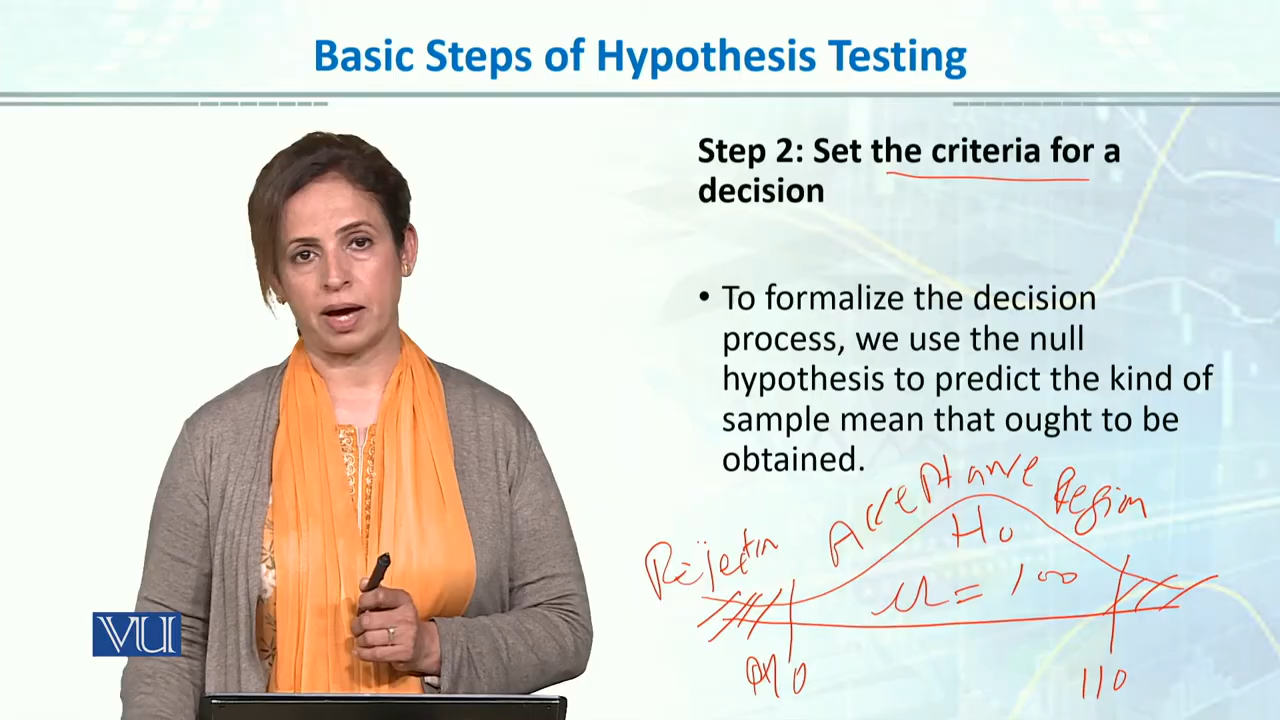 Basic Steps of Hypothesis Testing
Step 2: Set the criteria for a
decision
• To formalize the decision
process, we use the null
hypothesis to predict the kind of
sample mean that ought to be
obtained.
Acceptance Region
Rejection
H₀
μ = 100
110
VU